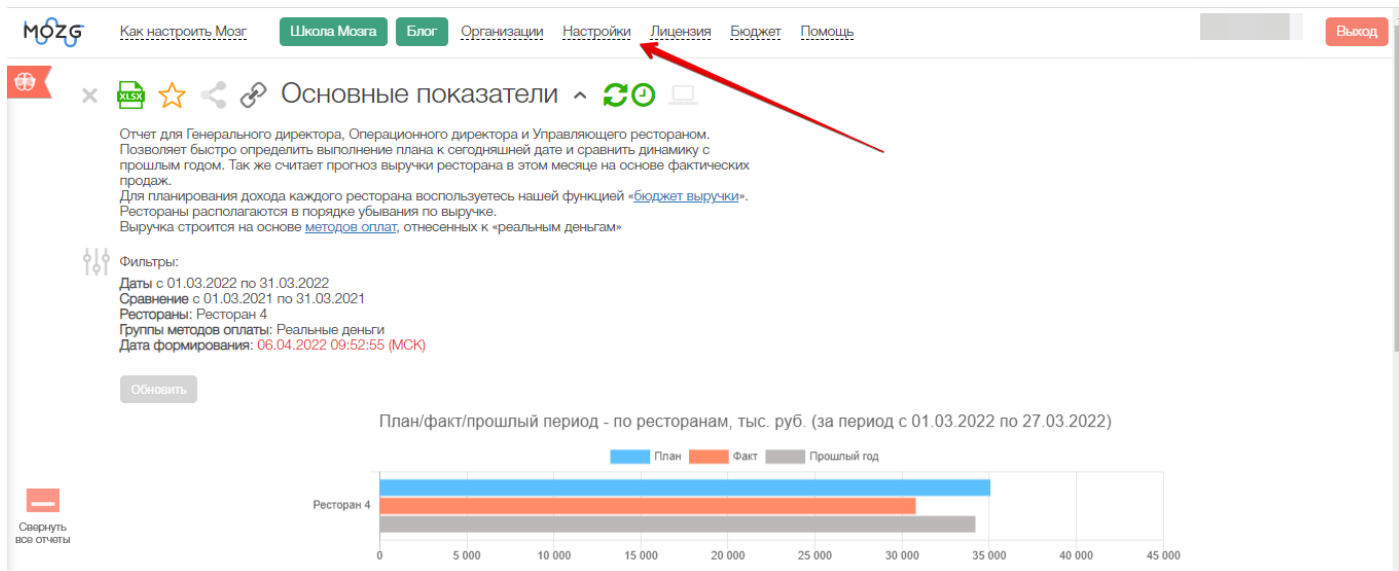 MOZG
Как настроить Мозг Школа Мозга Блог Организации Настройки Лицензия Бюджет Помощь Выход
XLSX Основные показатели
Отчет для Генерального директора, Операционного директора и Управляющего рестораном.
Позволяет быстро определить выполнение плана к сегодняшней дате и сравнить динамику с
прошлым годом. Так же считает прогноз выручки ресторана в этом месяце на основе фактических
продаж.
Для планирования дохода каждого ресторана воспользуетесь нашей функцией «бюджет выручки».
Рестораны располагаются в порядке убывания по выручке.
Выручка строится на основе методов оплат, отнесенных к «реальным деньгам»
Фильтры:
Даты с 01.03.2022 по 31.03.2022
Сравнение с 01.03.2021 по 31.03.2021
Рестораны: Ресторан 4
Группы методов оплаты: Реальные деньги
Дата формирования: 06.04.2022 09:52:55 (МСК)
Обновить
План/факт/прошлый период - по ресторанам, тыс. руб. (за период с 01.03.2022 по 27.03.2022)
План Факт Прошлый год
Ресторан 4
0 5 000 10 000 15 000 20 000 25 000 30 000 35 000 40 000 45 000
Свернуть
все отчеты